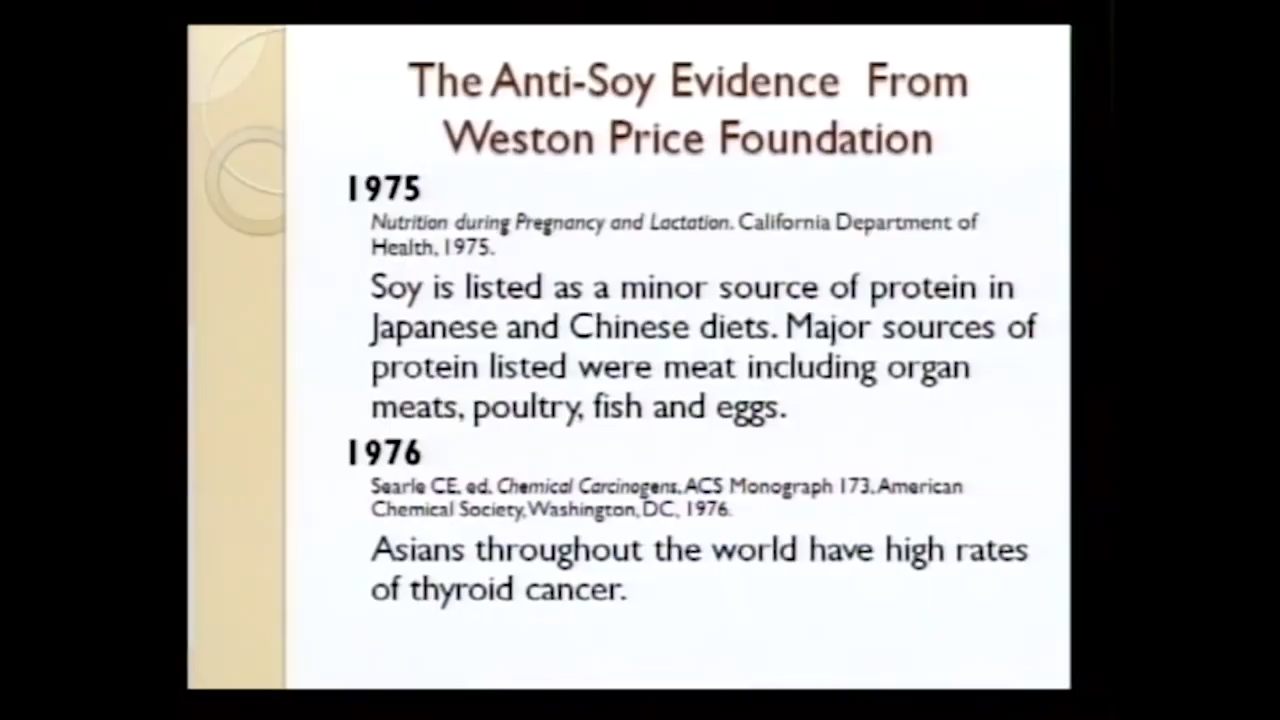 The Anti-Soy Evidence From
Weston Price Foundation
1975
Nutrition during Pregnancy and Lactation. California Department of
Health, 1975.
Soy is listed as a minor source of protein in
Japanese and Chinese diets. Major sources of
protein listed were meat including organ
meats, poultry, fish and eggs.
1976
Searle CE, ed, Chemical Carcinogens, ACS Monograph 173, American
Chemical Society, Washington, DC, 1976.
Asians throughout the world have high rates
of thyroid cancer.